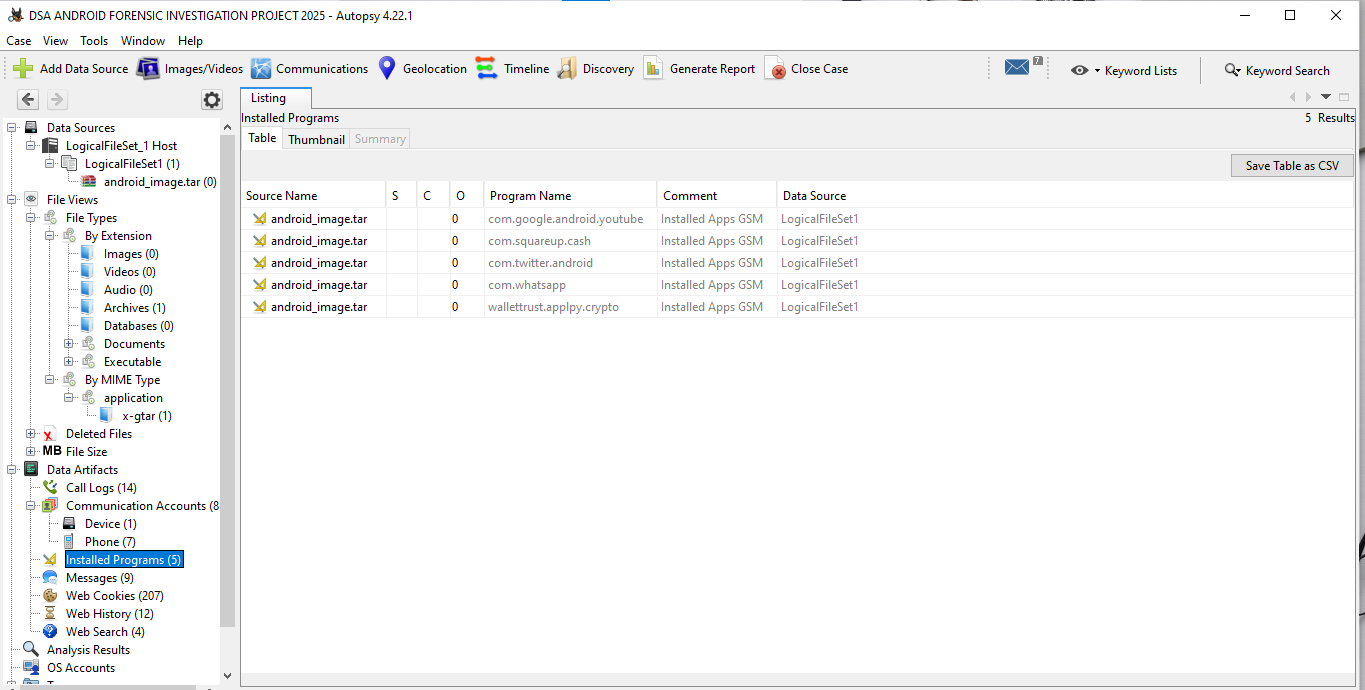 DSA ANDROID FORENSIC INVESTIGATION PROJECT 2025 - Autopsy 4.22.1
Case View Tools Window Help
Add Data Source Images/Videos Communications Geolocation Timeline Discovery Generate Report Close Case 7 Keyword Lists Keyword Search
Listing
Installed Programs 5 Results
Table Thumbnail Summary
Save Table as CSV
Source Name S C O Program Name Comment Data Source
android_image.tar 0 com.google.android.youtube Installed Apps GSM LogicalFileSet1
android_image.tar 0 com.squareup.cash Installed Apps GSM LogicalFileSet1
android_image.tar 0 com.twitter.android Installed Apps GSM LogicalFileSet1
android_image.tar 0 com.whatsapp Installed Apps GSM LogicalFileSet1
android_image.tar 0 wallettrust.applpy.crypto Installed Apps GSM LogicalFileSet1
Data Sources
LogicalFileSet_1 Host
LogicalFileSet1 (1)
android_image.tar (0)
File Views
File Types
By Extension
Images (0)
Videos (0)
Audio (0)
Archives (1)
Databases (0)
Documents
Executable
By MIME Type
application
x-gtar (1)
Deleted Files
MB File Size
Data Artifacts
Call Logs (14)
Communication Accounts (8
Device (1)
Phone (7)
Installed Programs (5)
Messages (9)
Web Cookies (207)
Web History (12)
Web Search (4)
Analysis Results
OS Accounts